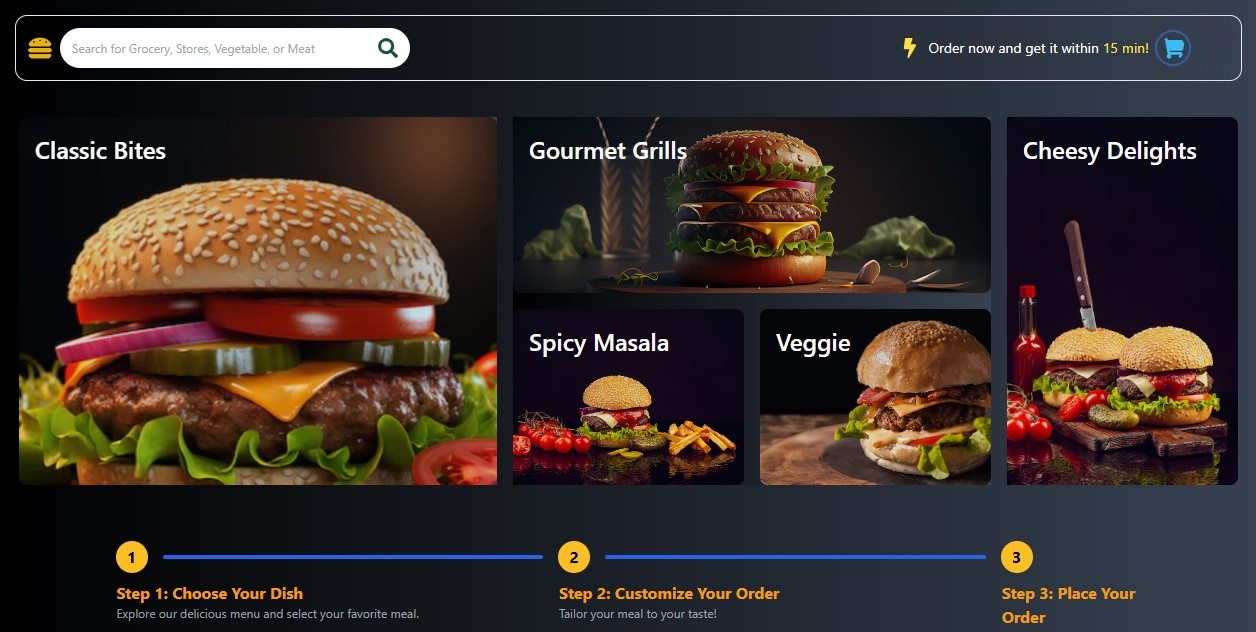 Search for Grocery, Stores, Vegetable, or Meat
Order now and get it within 15 min!
Classic Bites
Gourmet Grills
Cheesy Delights
Spicy Masala
Veggie
1
2
3
Step 1: Choose Your Dish
Explore our delicious menu and select your favorite meal.
Step 2: Customize Your Order
Tailor your meal to your taste!
Step 3: Place Your
Order